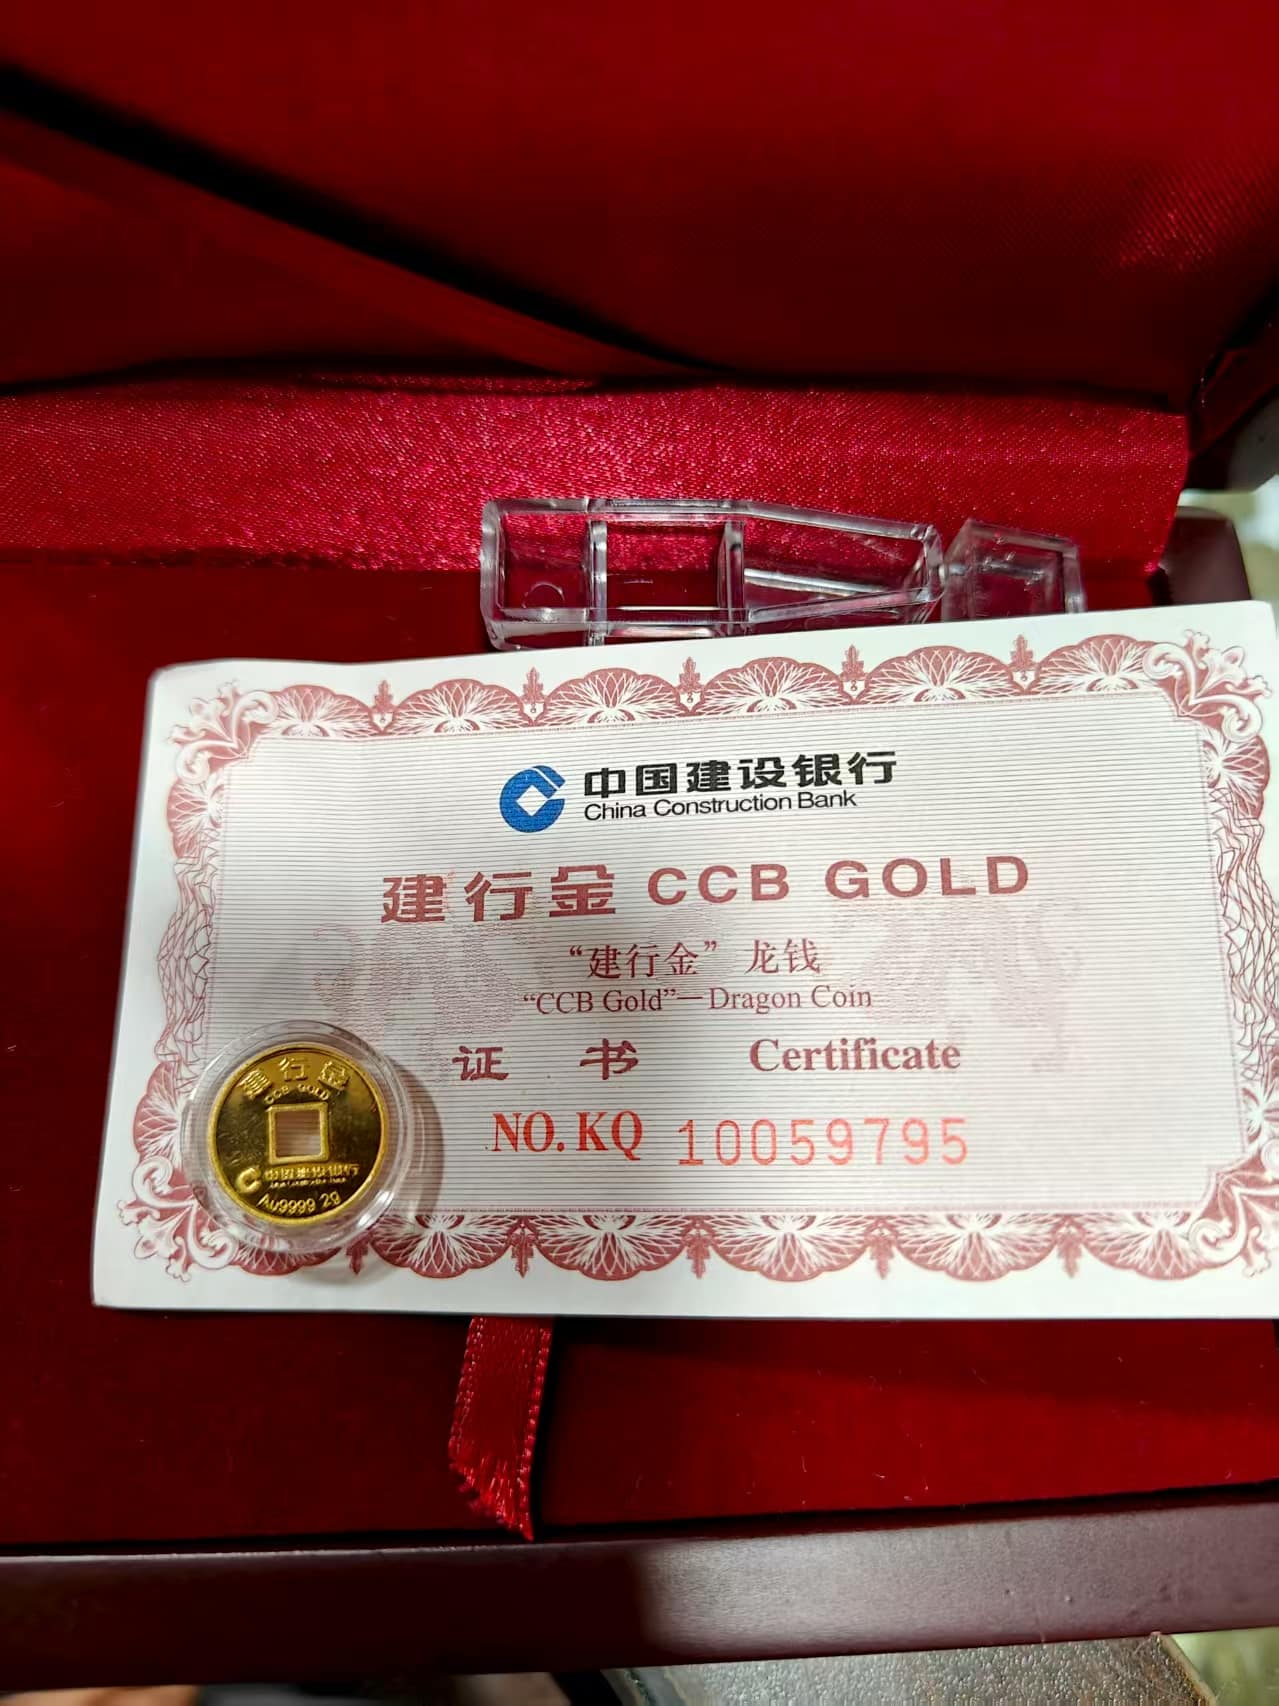 中国建设银行
China Construction Bank
建行金 CCB GOLD
“建行金”龙钱
“CCB Gold”—Dragon Coin
证 书 Certificate
NO. KQ 10059795
建行金
CCB GOLD
中国建设银行
Au9999 2g